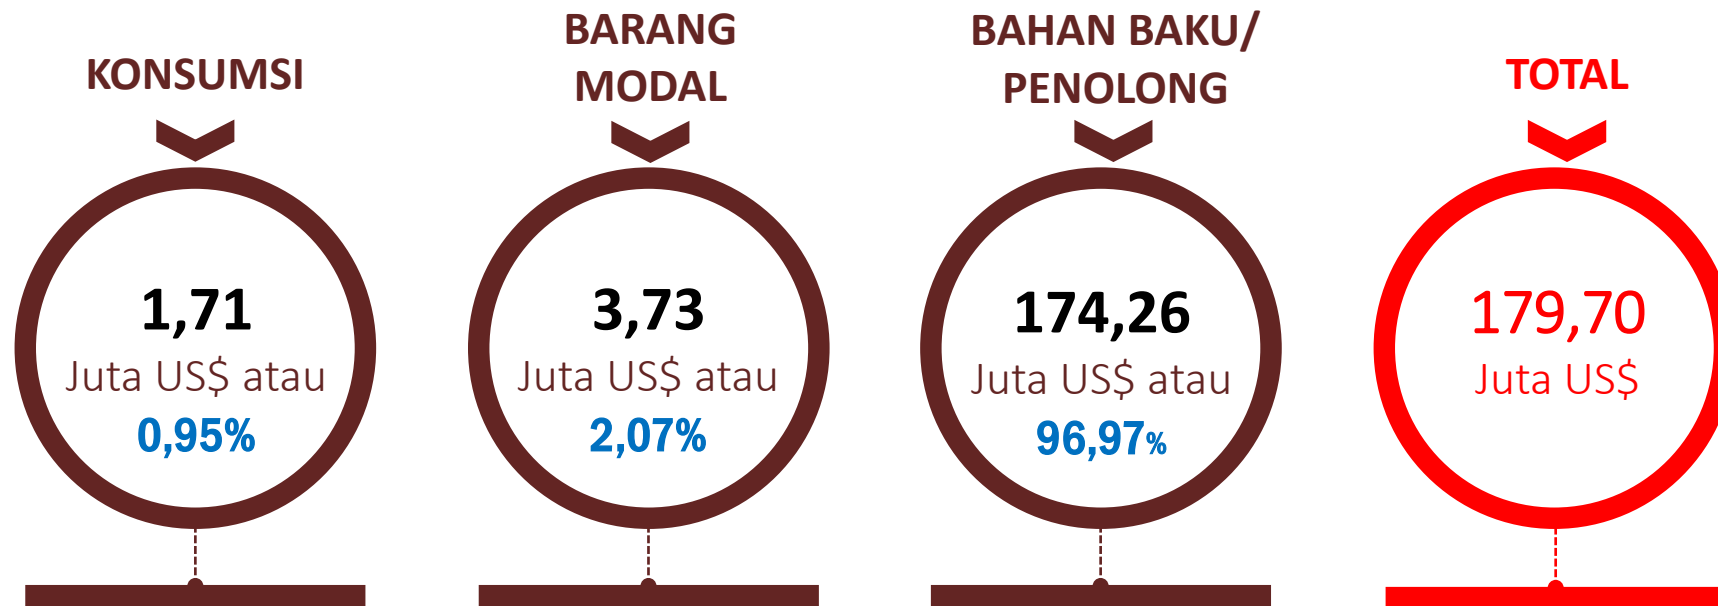 KONSUMSI
1,71
Juta US$ atau
0,95%
BARANG
MODAL
3,73
Juta US$ atau
2,07%
BAHAN BAKU/
PENOLONG
174,26
Juta US$ atau
96,97%
TOTAL
179,70
Juta US$